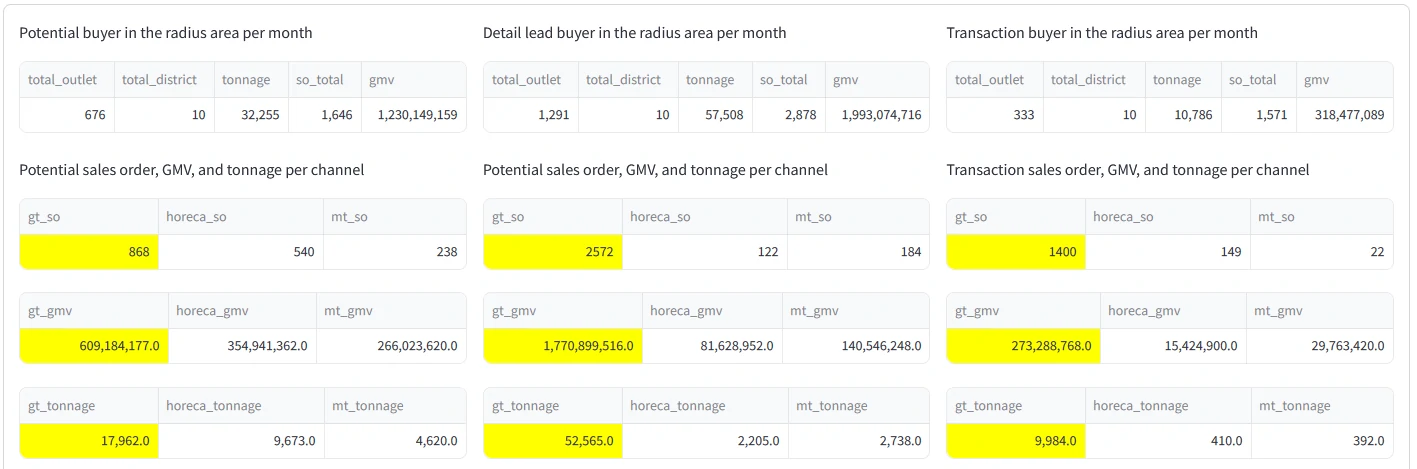 Potential buyer in the radius area per month
total_outlet total_district tonnage so_total gmv
676 10 32,255 1,646 1,230,149,159
Detail lead buyer in the radius area per month
total_outlet total_district tonnage so_total gmv
1,291 10 57,508 2,878 1,993,074,716
Transaction buyer in the radius area per month
total_outlet total_district tonnage so_total gmv
333 10 10,786 1,571 318,477,089
Potential sales order, GMV, and tonnage per channel
gt_so horeca_so mt_so
868 540 238
gt_gmv horeca_gmv mt_gmv
609,184,177.0 354,941,362.0 266,023,620.0
gt_tonnage horeca_tonnage mt_tonnage
17,962.0 9,673.0 4,620.0
Potential sales order, GMV, and tonnage per channel
gt_so horeca_so mt_so
2572 122 184
gt_gmv horeca_gmv mt_gmv
1,770,899,516.0 81,628,952.0 140,546,248.0
gt_tonnage horeca_tonnage mt_tonnage
52,565.0 2,205.0 2,738.0
Transaction sales order, GMV, and tonnage per channel
gt_so horeca_so mt_so
1400 149 22
gt_gmv horeca_gmv mt_gmv
273,288,768.0 15,424,900.0 29,763,420.0
gt_tonnage horeca_tonnage mt_tonnage
9,984.0 410.0 392.0